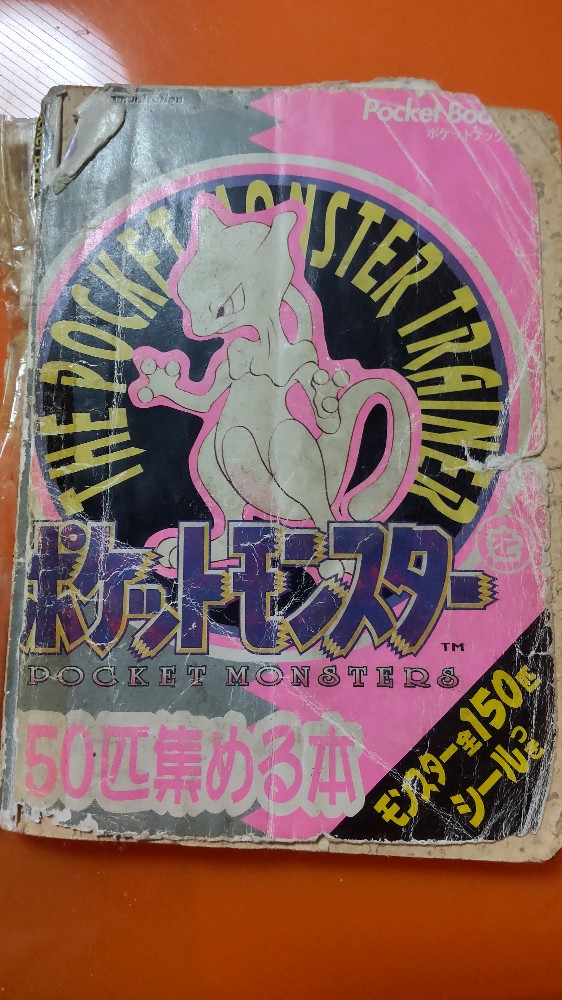 Pocket Boo
ポケットブック
THE POCKET MONSTER TRAINER
ポケットモンスター
TM
POCKET MONSTERS
50匹集める本
モンスター全150匹
シールつき